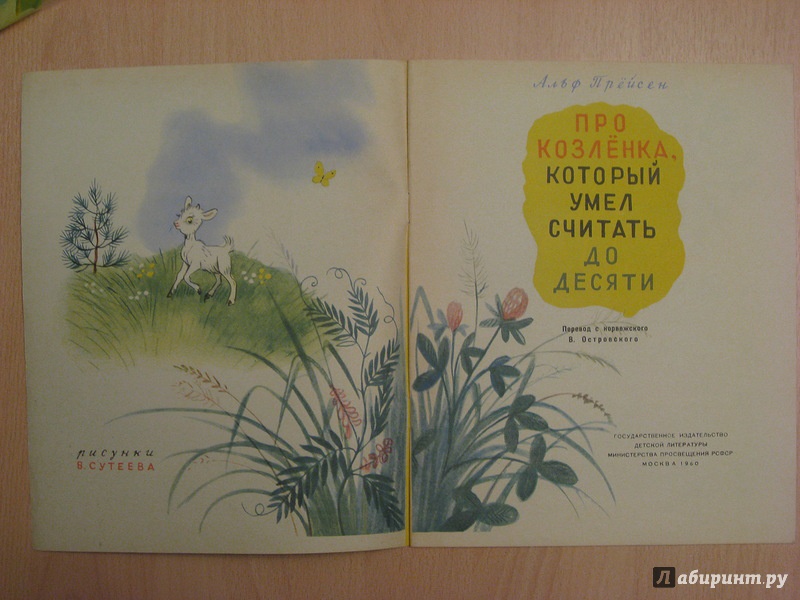 рисунки
В. СУТЕЕВА
Альф Прёйсен
ПРО
КОЗЛЁНКА,
КОТОРЫЙ
УМЕЛ
СЧИТАТЬ
ДО
ДЕСЯТИ
Перевод с норвежского
В. Островского
ГОСУДАРСТВЕННОЕ ИЗДАТЕЛЬСТВО
ДЕТСКОЙ ЛИТЕРАТУРЫ
МИНИСТЕРСТВА ПРОСВЕЩЕНИЯ РСФСР
МОСКВА 1960
Лабиринт.ру